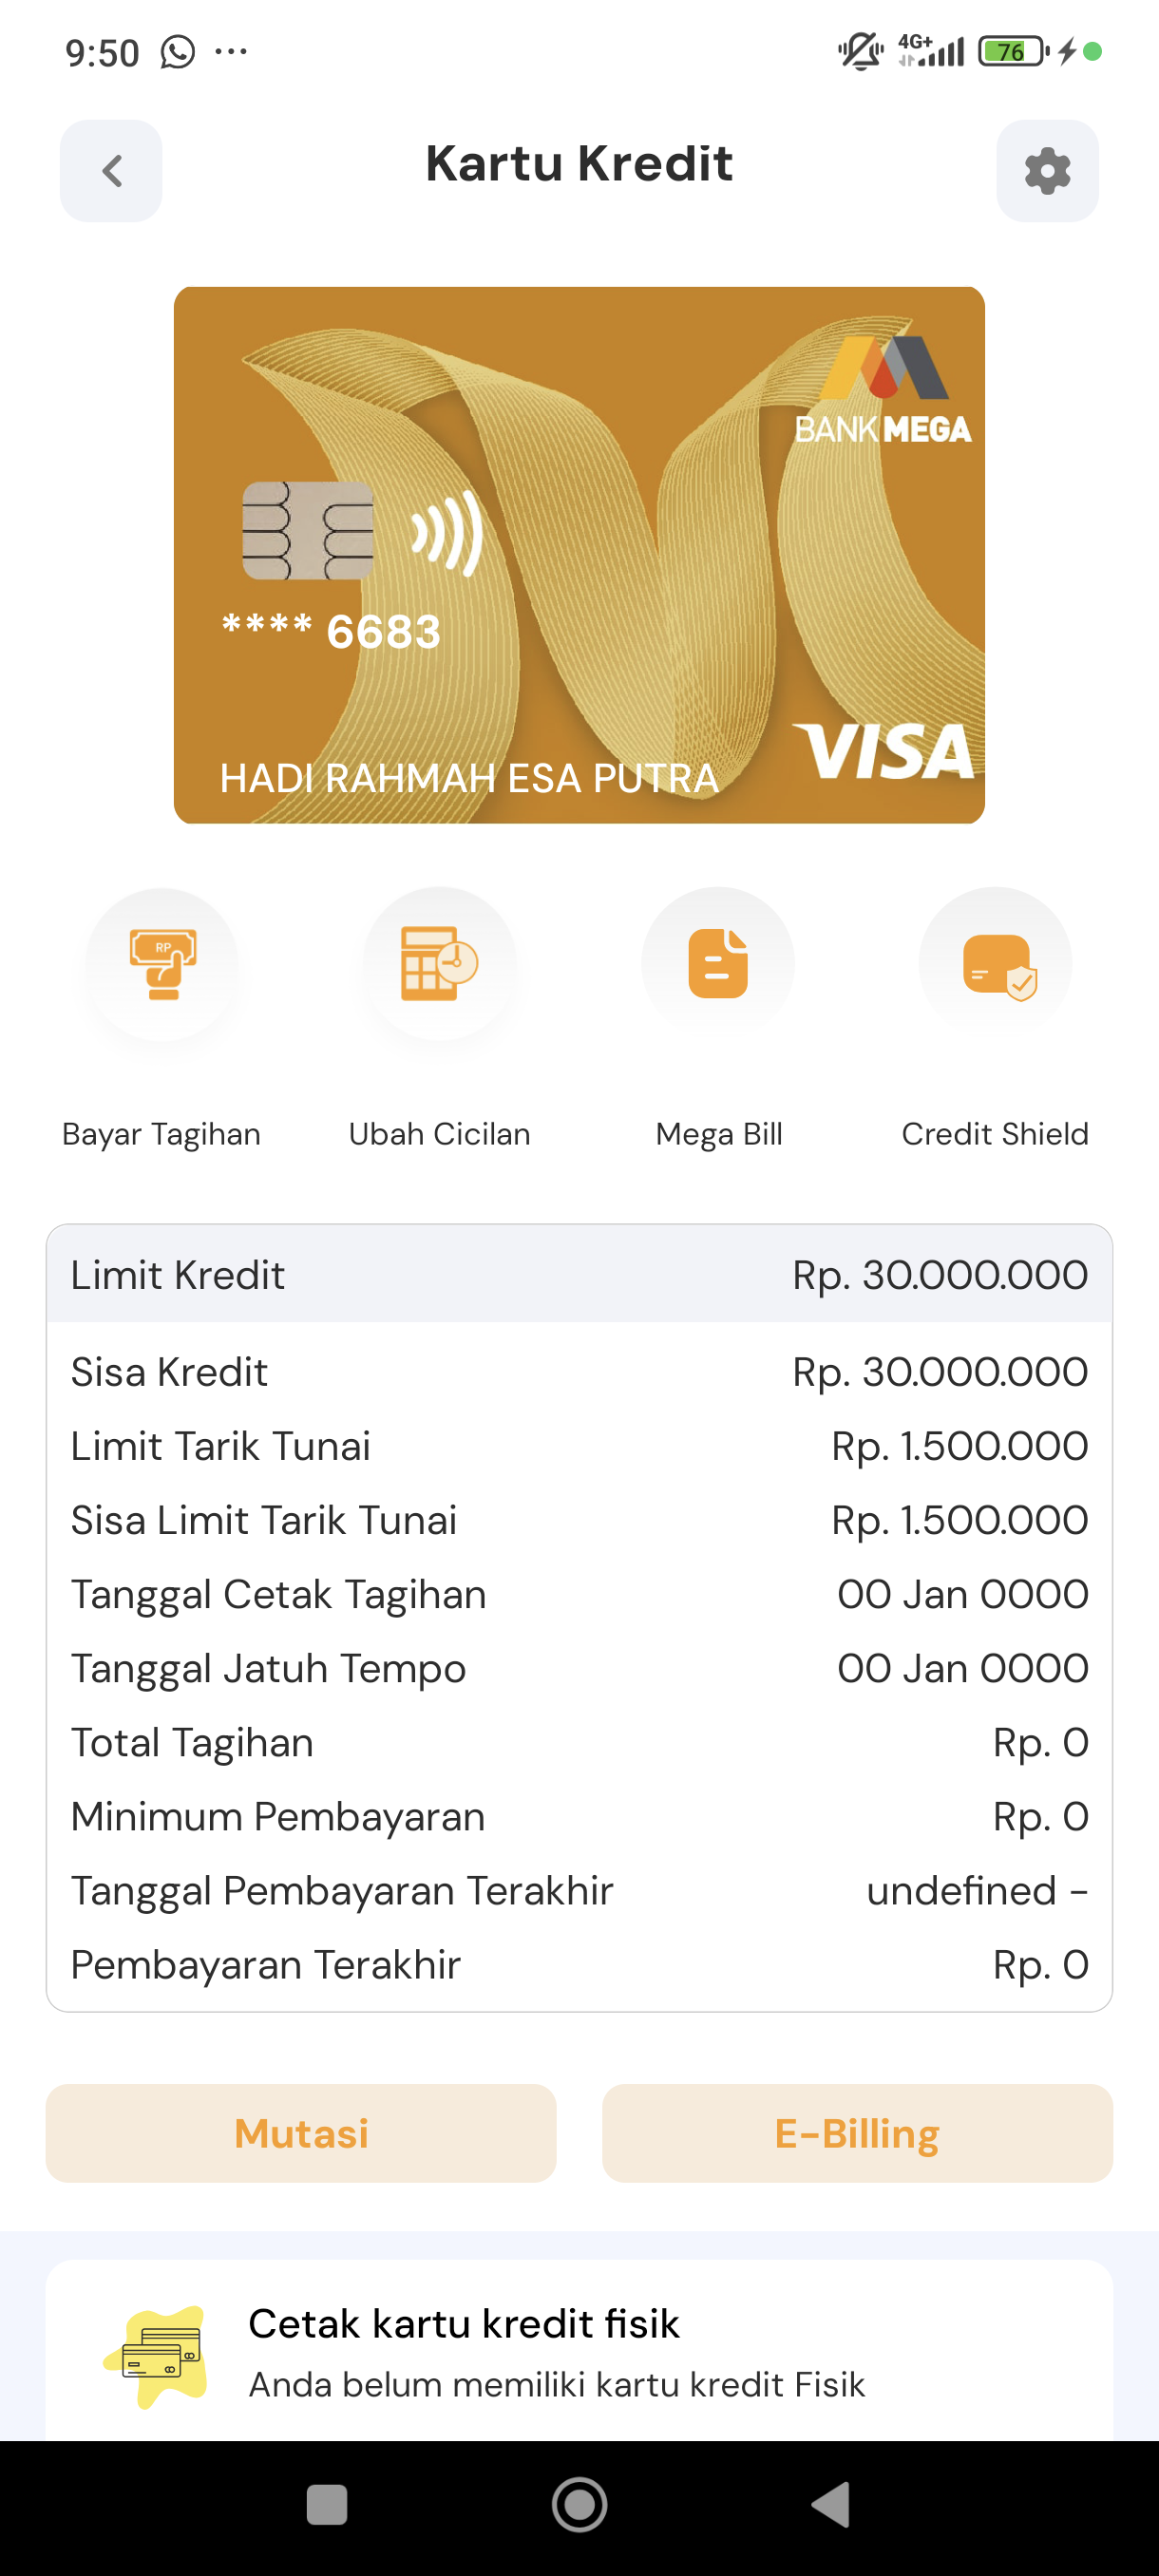 9:50 ...
4G+ 76
Kartu Kredit
BANK MEGA
**** 6683
HADI RAHMAH ESA PUTRA
VISA
RP
Bayar Tagihan
Ubah Cicilan
Mega Bill
Credit Shield
Limit Kredit Rp. 30.000.000
Sisa Kredit Rp. 30.000.000
Limit Tarik Tunai Rp. 1.500.000
Sisa Limit Tarik Tunai Rp. 1.500.000
Tanggal Cetak Tagihan 00 Jan 0000
Tanggal Jatuh Tempo 00 Jan 0000
Total Tagihan Rp. 0
Minimum Pembayaran Rp. 0
Tanggal Pembayaran Terakhir undefined -
Pembayaran Terakhir Rp. 0
Mutasi
E-Billing
Cetak kartu kredit fisik
Anda belum memiliki kartu kredit Fisik